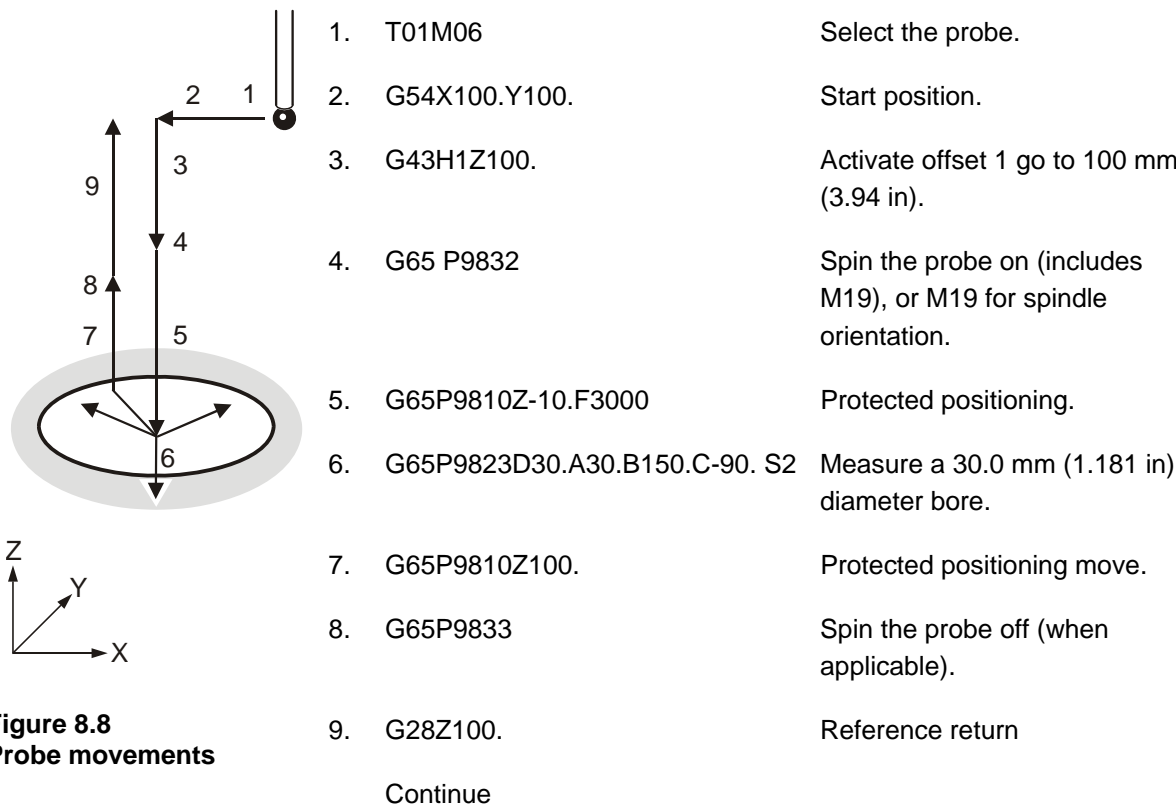 1. T01M06 Select the probe.
2. G54X100.Y100. Start position.
3. G43H1Z100. Activate offset 1 go to 100 mm
(3.94 in).
4. G65 P9832 Spin the probe on (includes
M19), or M19 for spindle
orientation.
5. G65P9810Z-10.F3000 Protected positioning.
6. G65P9823D30.A30.B150.C-90. S2 Measure a 30.0 mm (1.181 in)
diameter bore.
7. G65P9810Z100. Protected positioning move.
8. G65P9833 Spin the probe off (when
applicable).
9. G28Z100. Reference return
Continue
2 1
3
9
4
8
7 5
6
Z
Y
X
igure 8.8
robe movements